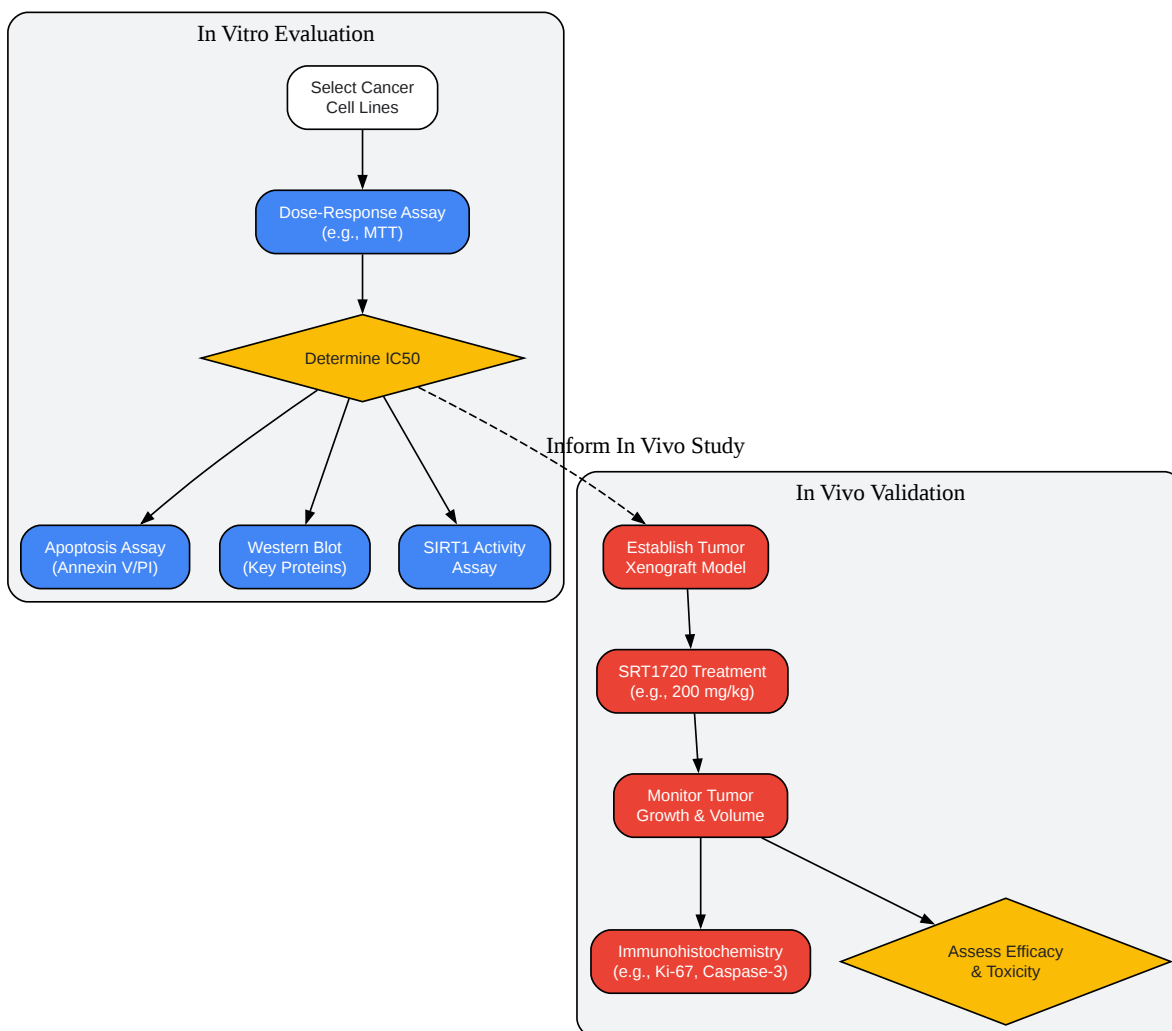 In Vitro Evaluation
Select Cancer
Cell Lines
Dose-Response Assay
(e.g., MTT)
Determine IC50
Inform In Vivo Study
Apoptosis Assay
(Annexin V/PI)
Western Blot
(Key Proteins)
SIRT1 Activity
Assay
In Vivo Validation
Establish Tumor
Xenograft Model
SRT1720 Treatment
(e.g., 200 mg/kg)
Monitor Tumor
Growth & Volume
Immunohistochemistry
(e.g., Ki-67, Caspase-3)
Assess Efficacy
& Toxicity